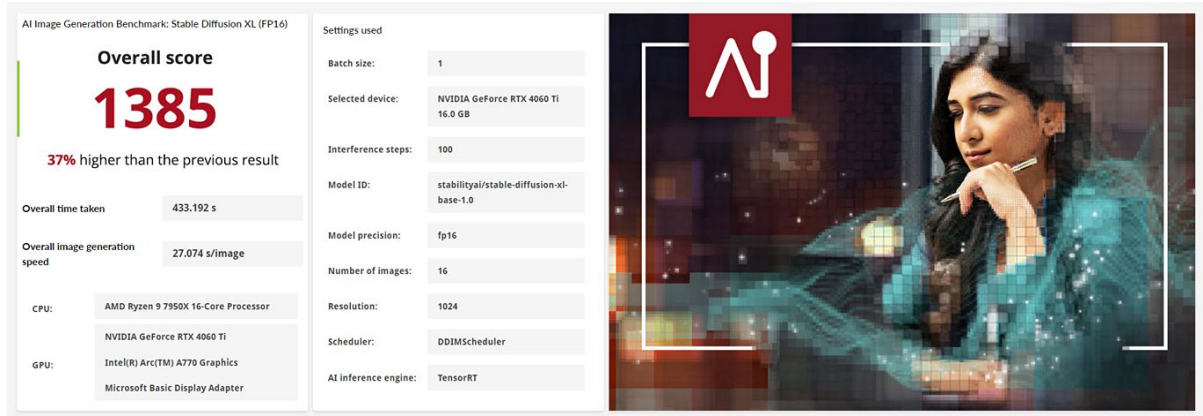 AI Image Generation Benchmark: Stable Diffusion XL (FP16)
Overall score
1385
37% higher than the previous result
Overall time taken
433.192 s
Overall image generation
speed
27.074 s/image
CPU:
AMD Ryzen 9 7950X 16-Core Processor
GPU:
NVIDIA GeForce RTX 4060 Ti
Intel(R) Arc(TM) A770 Graphics
Microsoft Basic Display Adapter
Settings used
Batch size:
1
Selected device:
NVIDIA GeForce RTX 4060 Ti
16.0 GB
Interference steps:
100
Model ID:
stabilityai/stable-diffusion-xl-
base-1.0
Model precision:
fp16
Number of images:
16
Resolution:
1024
Scheduler:
DDIMScheduler
AI inference engine:
TensorRT
AI